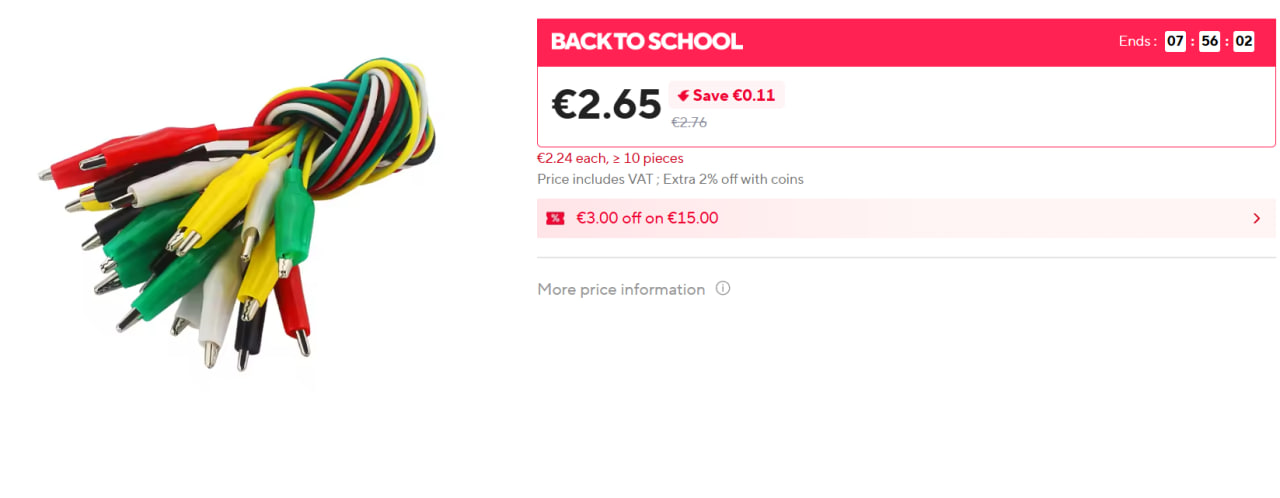 BACK TO SCHOOL
Ends : 07 : 56 : 02
€2.65 Save €0.11
€2.76
€2.24 each, ≥ 10 pieces
Price includes VAT ; Extra 2% off with coins
% €3.00 off on €15.00
More price information